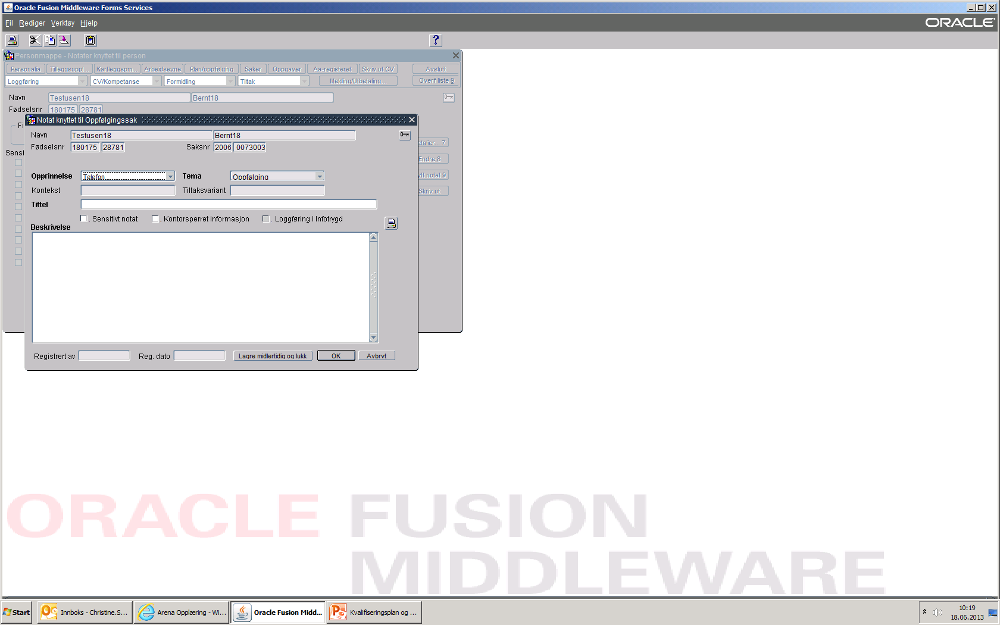 Oracle Fusion Middleware Forms Services
Fil Rediger Verktøy Hjelp
ORACLE
Personmappe - Notater knyttet til person
Personalia Tilleggsoppl... Kartleggspm... Arbeidsevne Plan/oppfølging Saker Oppgaver Aa-registeret Skriv ut CV Avslutt
Loggføring CV/Kompetanse Formidling Tiltak Melding/Utbetaling... Overf liste 9
Navn Testusen18 Bernt18
Fødselsnr 180175 28781
Notat knyttet til Oppfølgingssak
Fi
Navn Testusen18 Bernt18
Fødselsnr 180175 28781 Saksnr 2006 0073003
etalier... 7
Sensi
Endre 8
Opprinnelse Telefon Tema Oppfølging
ytt notat 9
Kontekst Tiltaksvariant
Skriv ut
Tittel
Sensitivt notat Kontorsperret informasjon Loggføring i Infotrygd
Beskrivelse
Registrert av Reg. dato Lagre midlertidig og lukk OK Avbryt
ORACLE FUSION
MIDDLEWARE
Start Innboks - Christine.S... Arena Opplæring - Wi... Oracle Fusion Midd... Kvalifiseringsplan og ...
10:19
18.06.2013